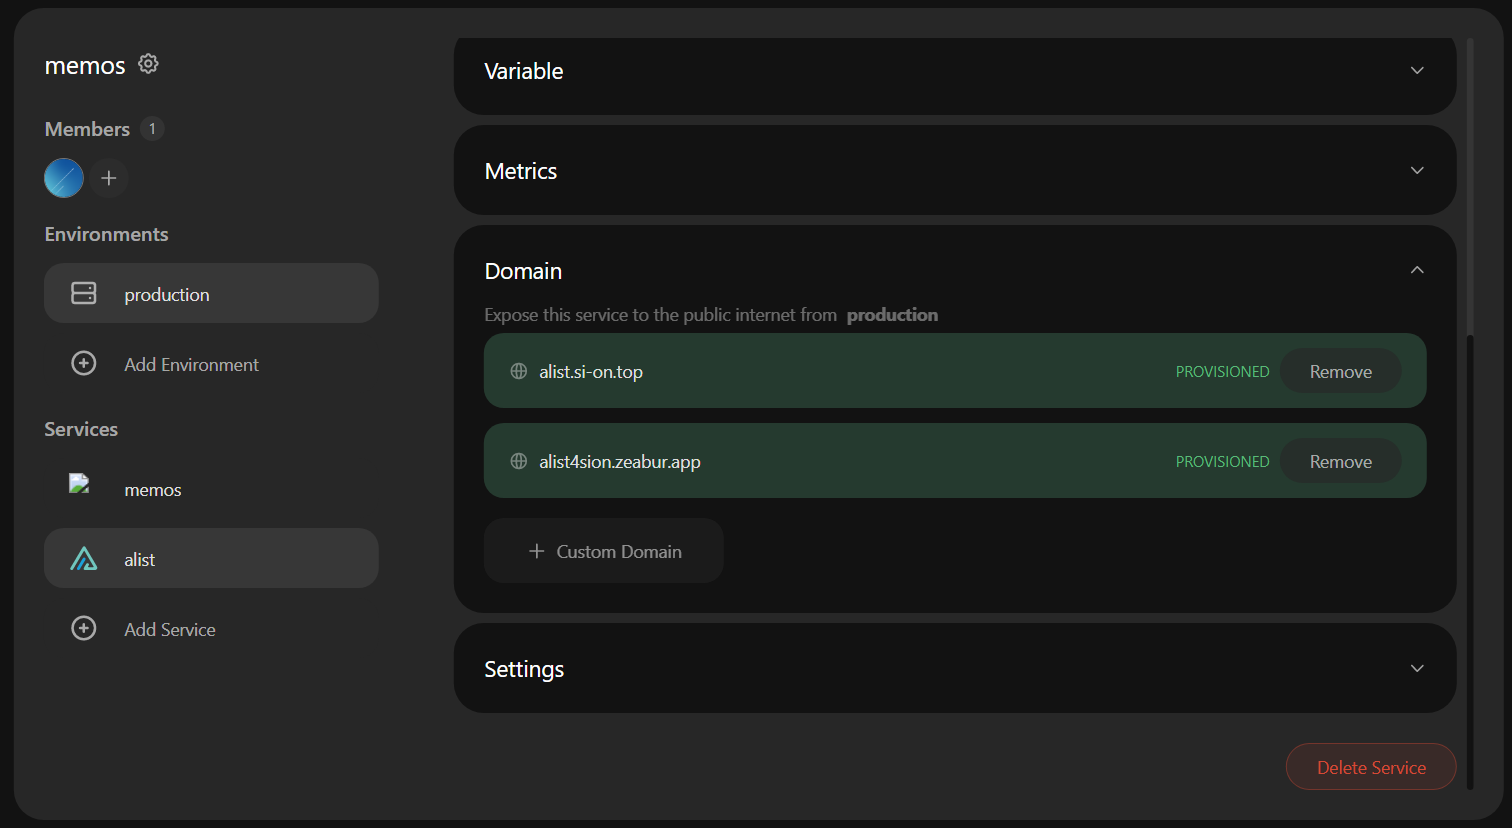 memos
Members 1
Environments
production
Add Environment
Services
memos
alist
Add Service
Variable
Metrics
Domain
Expose this service to the public internet from production
alist.si-on.top PROVISIONED Remove
alist4sion.zeabur.app PROVISIONED Remove
Custom Domain
Settings
Delete Service